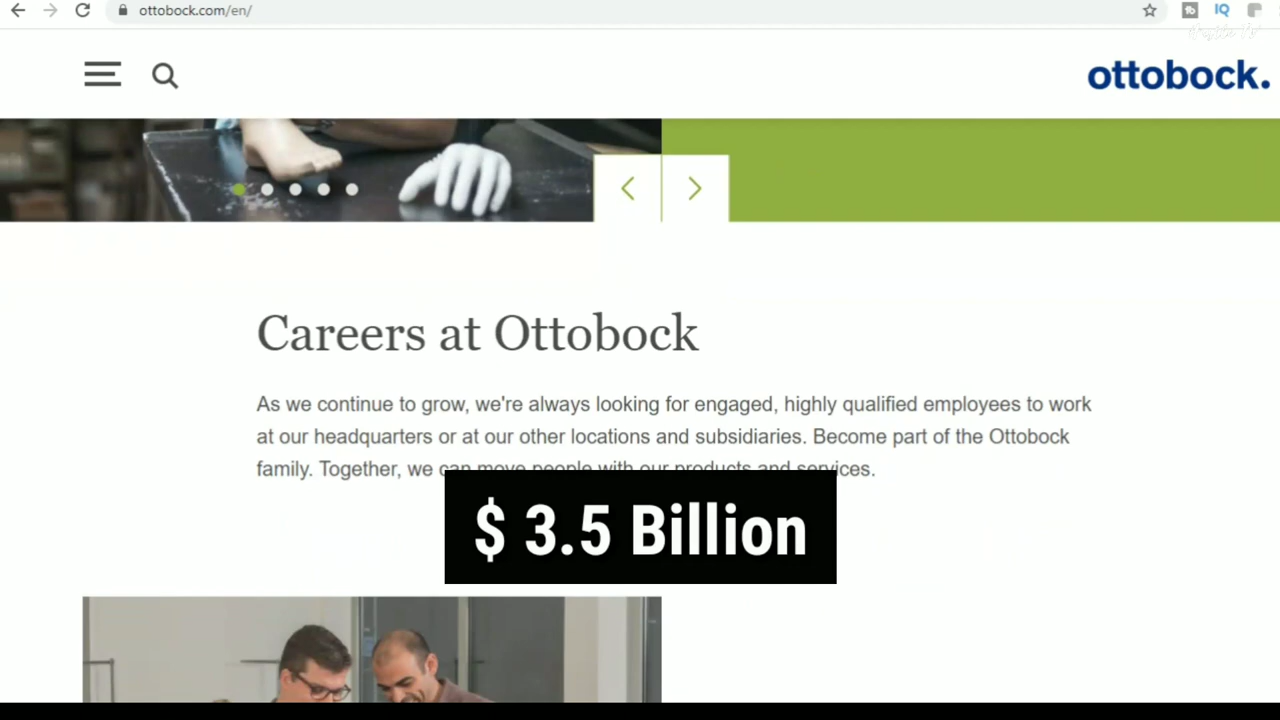 ottobock.com/en/
IQ
ottobock.
Careers at Ottobock
As we continue to grow, we're always looking for engaged, highly qualified employees to work
at our headquarters or at our other locations and subsidiaries. Become part of the Ottobock
family. Together, we can move people with our products and services.
$ 3.5 Billion